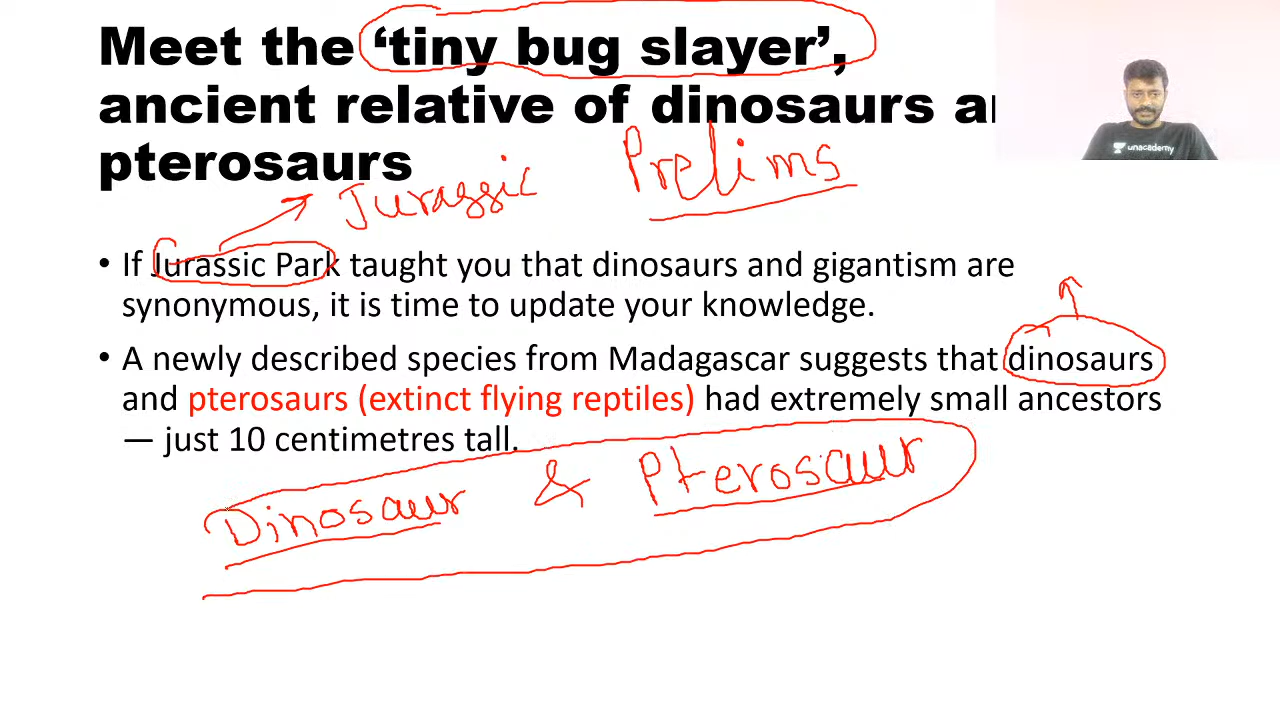 Meet the ‘tiny bug slayer’,
ancient relative of dinosaurs
pterosaurs
unacademy
Prelims
Jurassic
• If Jurassic Park taught you that dinosaurs and gigantism are
synonymous, it is time to update your knowledge.
• A newly described species from Madagascar suggests that dinosaurs
and pterosaurs (extinct flying reptiles) had extremely small ancestors
— just 10 centimetres tall.
Dinosaur & Pterosaur